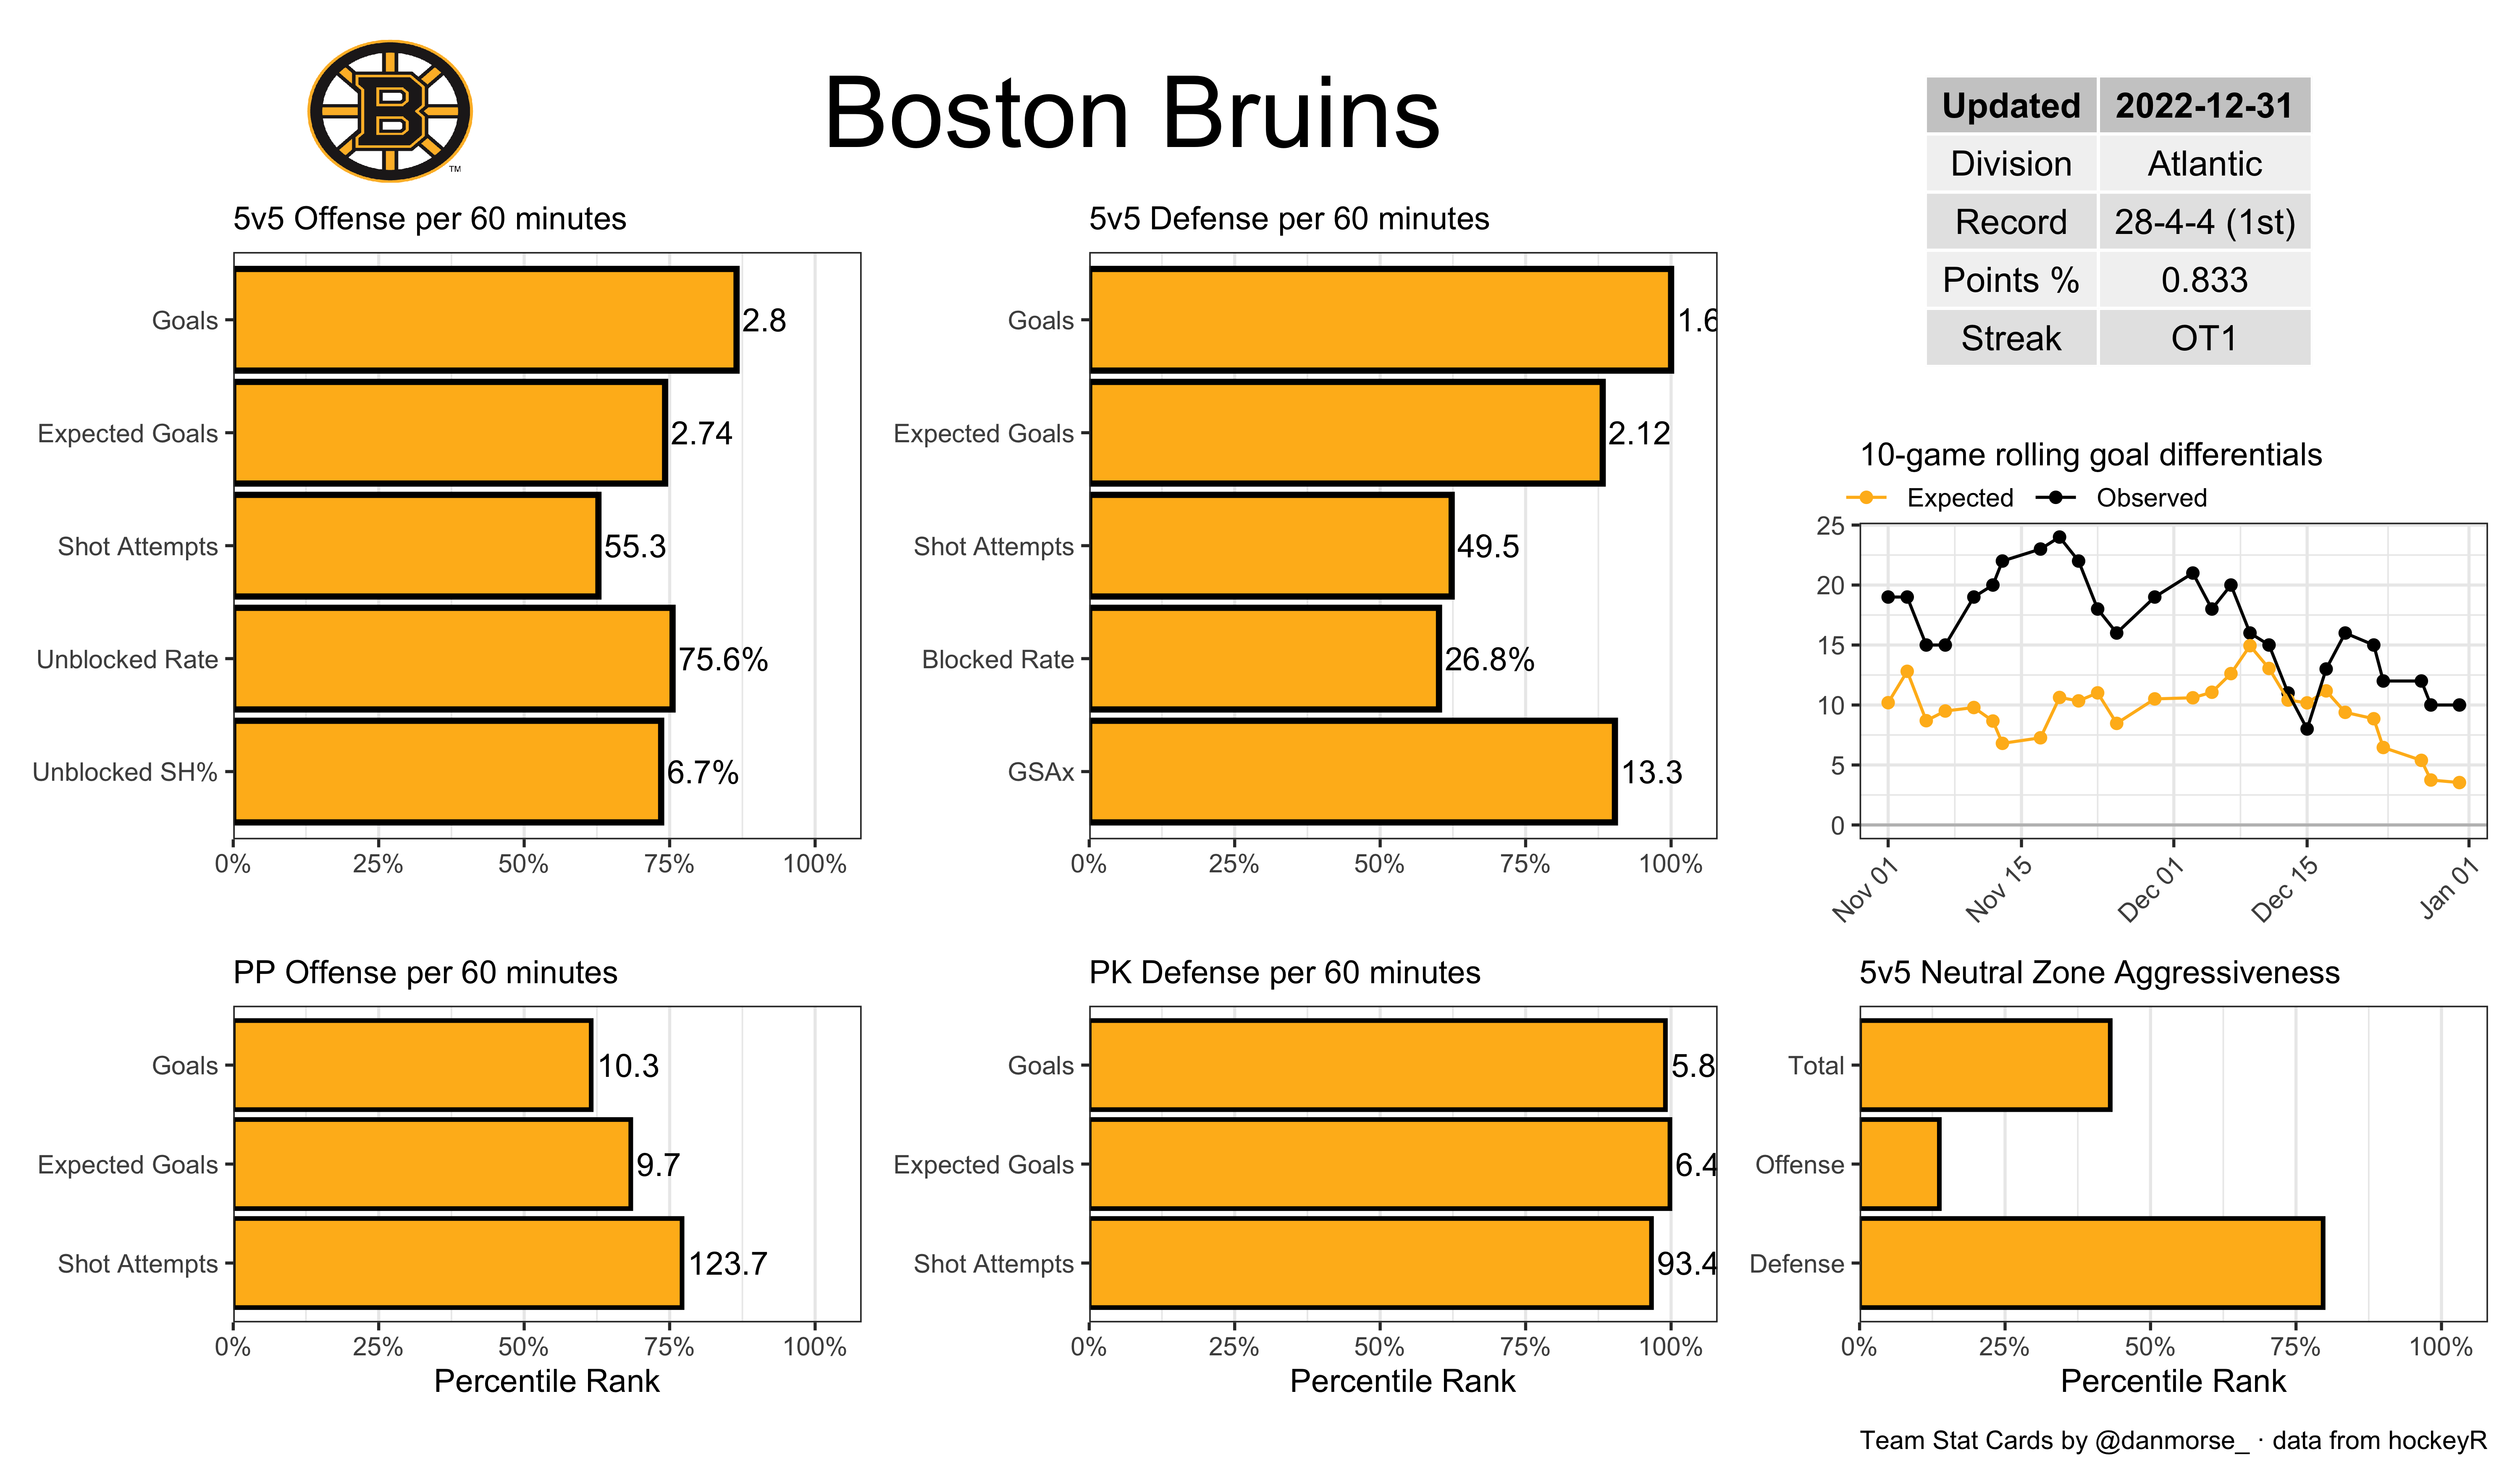 B
TM
Boston Bruins
Updated 2022-12-31
Division Atlantic
Record 28-4-4 (1st)
Points % 0.833
Streak OT1
5v5 Offense per 60 minutes
Goals 2.8
Expected Goals 2.74
Shot Attempts 55.3
Unblocked Rate 75.6%
Unblocked SH% 6.7%
0% 25% 50% 75% 100%
5v5 Defense per 60 minutes
Goals 1.6
Expected Goals 2.12
Shot Attempts 49.5
Blocked Rate 26.8%
GSAx 13.3
0% 25% 50% 75% 100%
10-game rolling goal differentials
Expected Observed
25
20
15
10
5
0
Nov 01 Nov 15 Dec 01 Dec 15 Jan 01
PP Offense per 60 minutes
Goals 10.3
Expected Goals 9.7
Shot Attempts 123.7
0% 25% 50% 75% 100%
Percentile Rank
PK Defense per 60 minutes
Goals 5.8
Expected Goals 6.4
Shot Attempts 93.4
0% 25% 50% 75% 100%
Percentile Rank
5v5 Neutral Zone Aggressiveness
Total
Offense
Defense
0% 25% 50% 75% 100%
Percentile Rank
Team Stat Cards by @danmorse_ · data from hockeyR